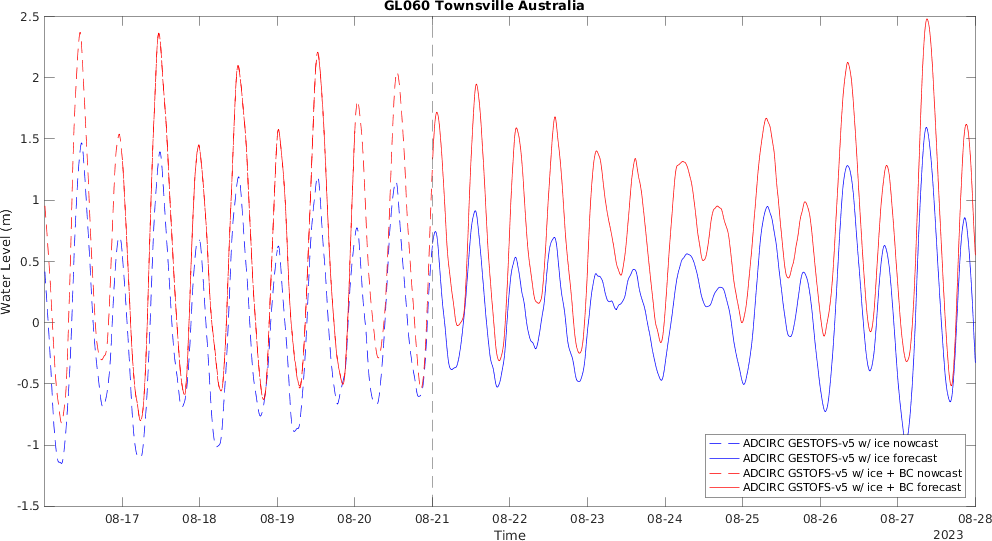 GL060 Townsville Australia
2.5
2
1.5
1
0.5
0
-0.5
-1
-1.5
Water Level (m)
ADCIRC GESTOFS-v5 w/ ice nowcast
ADCIRC GESTOFS-v5 w/ ice forecast
ADCIRC GSTOFS-v5 w/ ice + BC nowcast
ADCIRC GSTOFS-v5 w/ ice + BC forecast
08-17 08-18 08-19 08-20 08-21 08-22 08-23 08-24 08-25 08-26 08-27 08-28
Time
2023